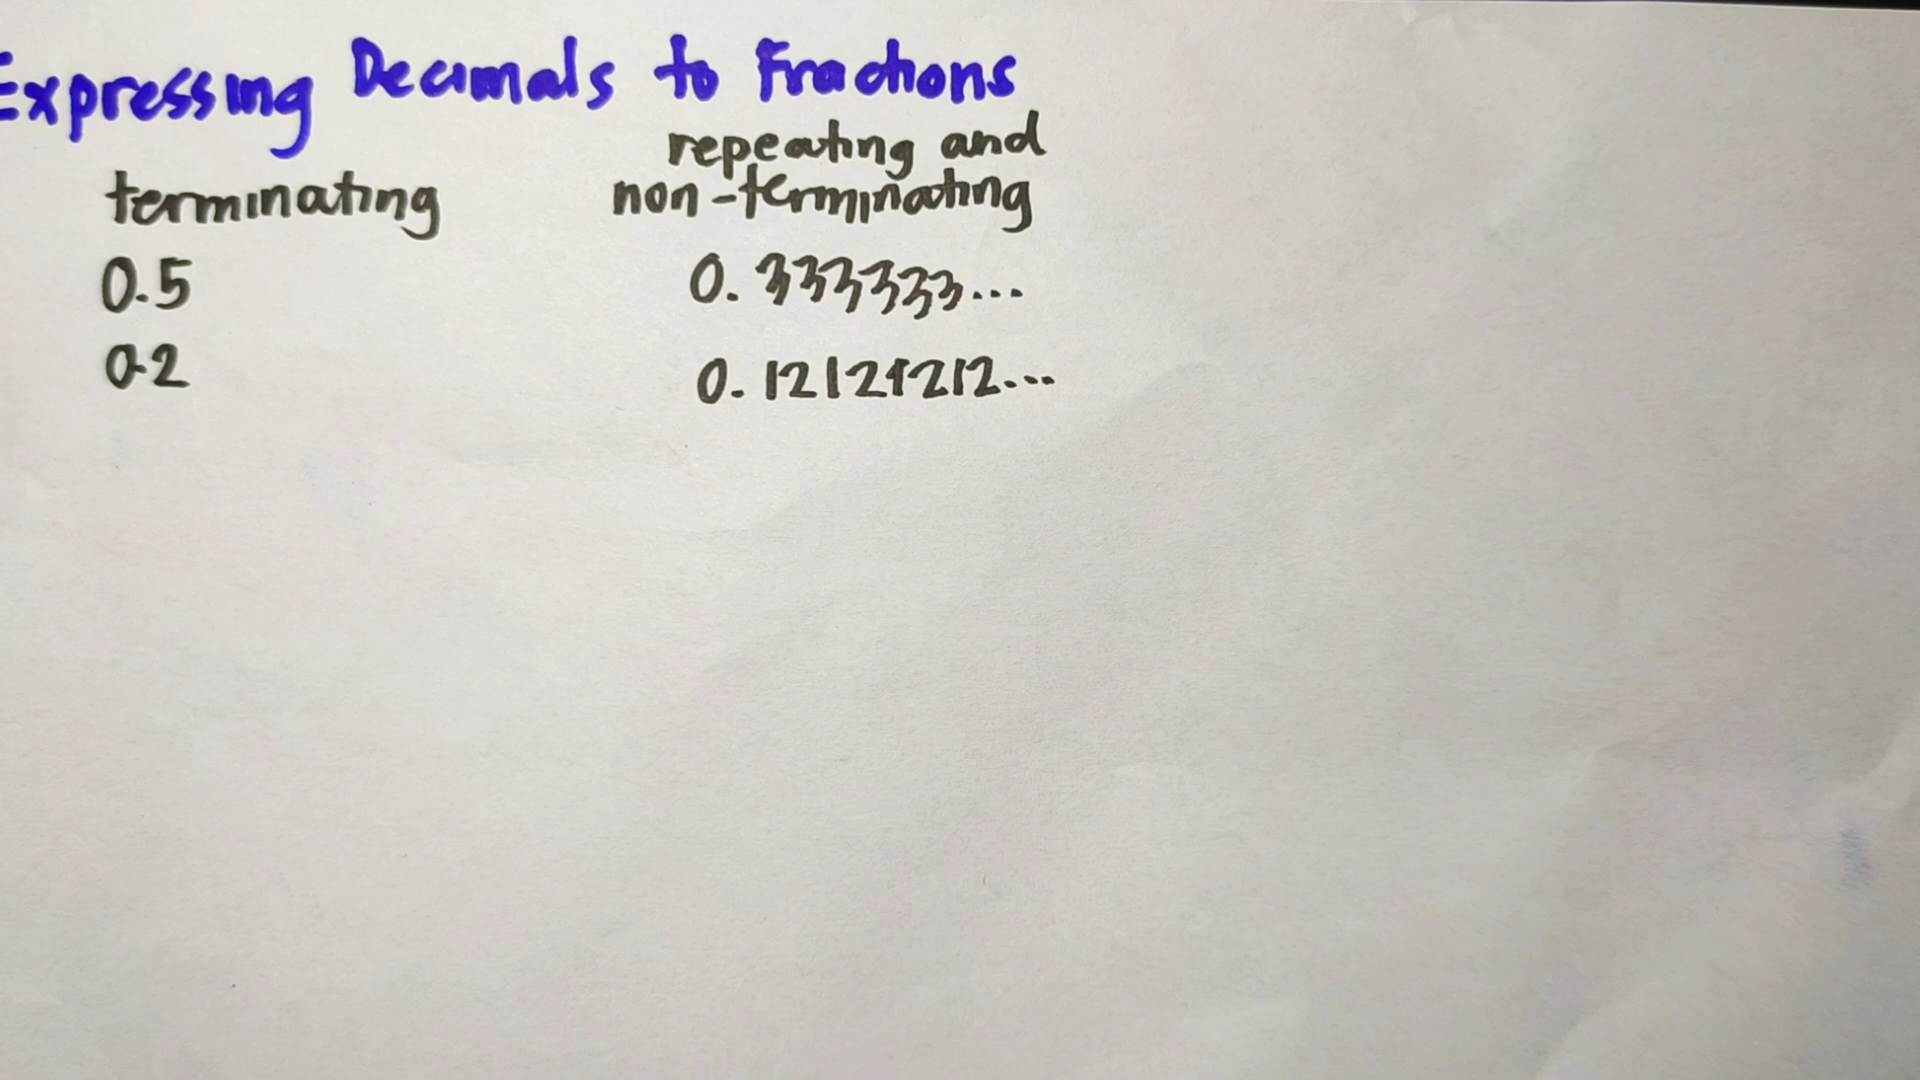 Expressing Decimals to Fractions
terminating
0.5
0.2
repeating and
non-terminating
0.333333...
0.12121212...